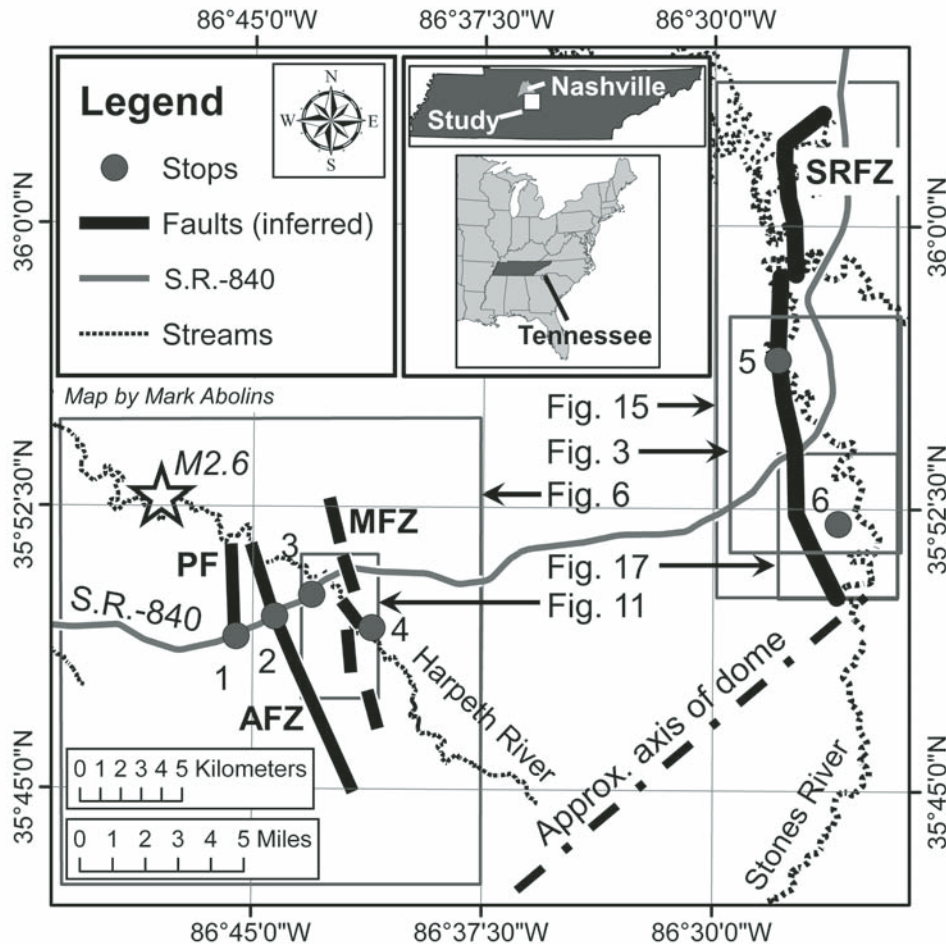 86°45'0"W 86°37'30"W 86°30'0"W
Legend
N
W E
S
Stops
Faults (inferred)
S.R.-840
Streams
Nashville
Study
Tennessee
Map by Mark Abolins
SRFZ
36°0'0"N
36°0'0"N
5
Fig. 15
Fig. 3
Fig. 6
6
M2.6
35°52'30"N
35°52'30"N
MFZ
PF
3
Fig. 17
Fig. 11
S.R.-840
1
2
4
AFZ
Harpeth River
Approx. axis of dome
Stones River
35°45'0"N
35°45'0"N
0 1 2 3 4 5 Kilometers
0 1 2 3 4 5 Miles
86°45'0"W 86°37'30"W 86°30'0"W